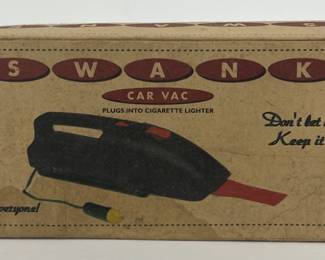 SWANK
CAR VAC
PLUGS INTO CIGARETTE LIGHTER
Don't let
Keep it
everyone!